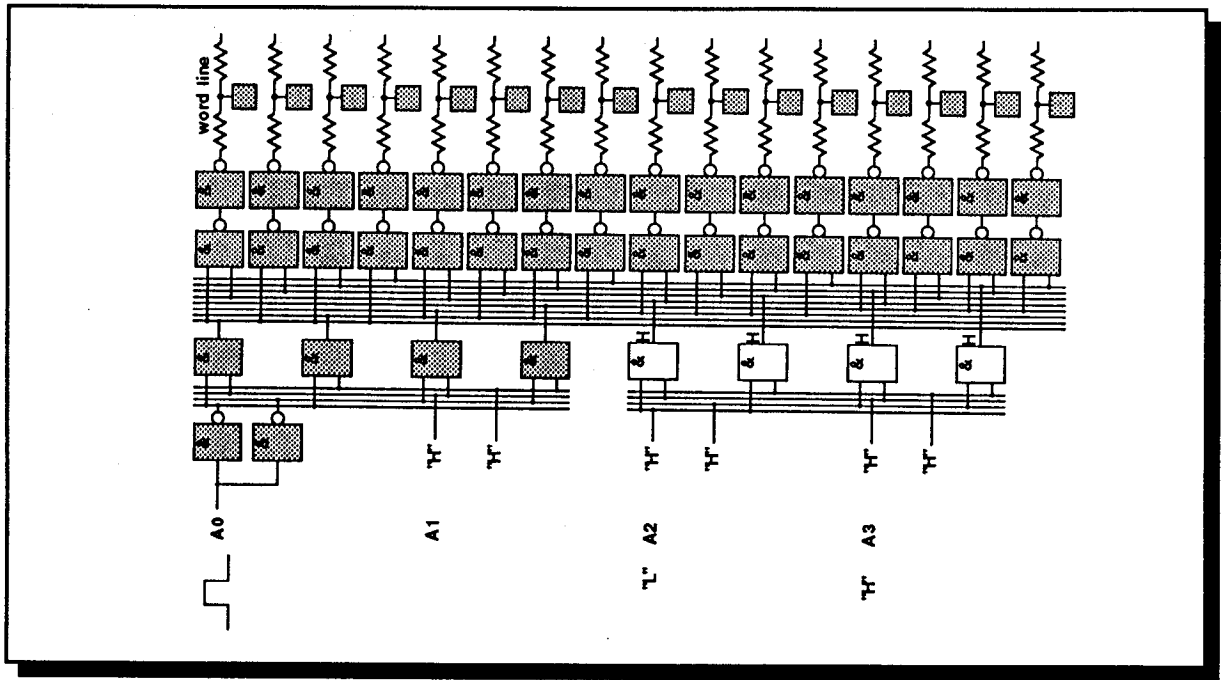 word line
& & & & & & & & & & & & & & & &
& & & & & & & & & & & & & & & &
H H H H
& & & & & & & &
& &
"H" "H" "H" "H" "H" "H"
A0 A1 A2 A3
"L" "H"